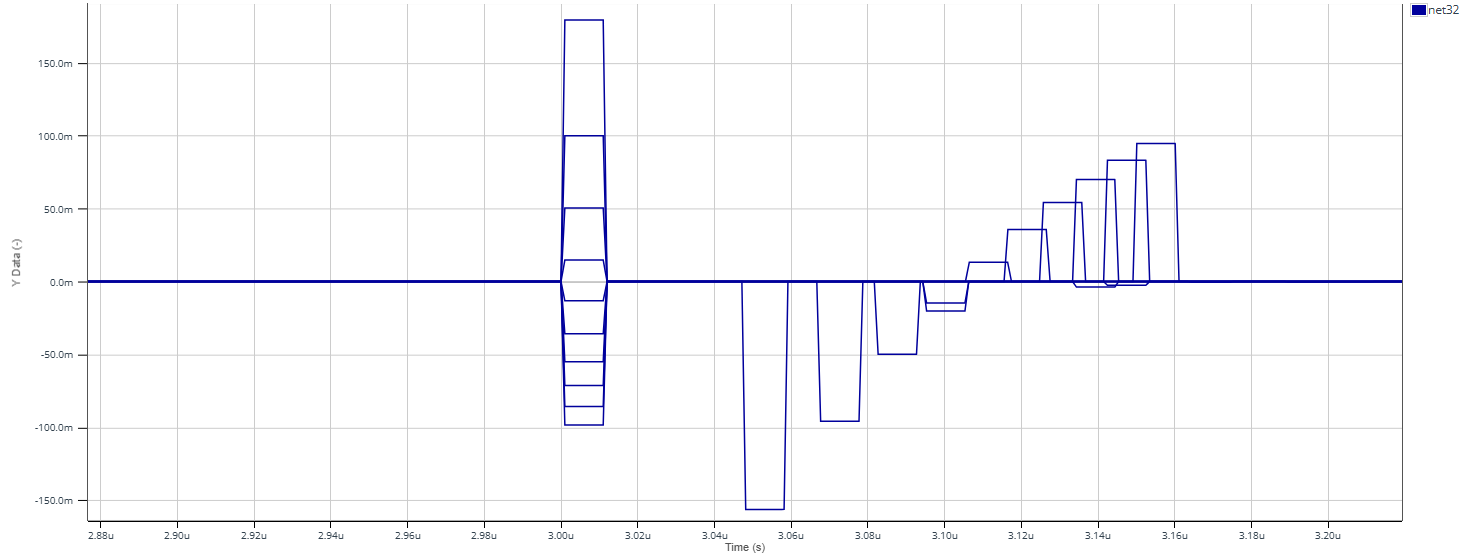 net32
150.0m
100.0m
50.0m
0.0m
-50.0m
-100.0m
-150.0m
Y Data (-)
2.88u 2.90u 2.92u 2.94u 2.96u 2.98u 3.00u 3.02u 3.04u 3.06u 3.08u 3.10u 3.12u 3.14u 3.16u 3.18u 3.20u
Time (s)